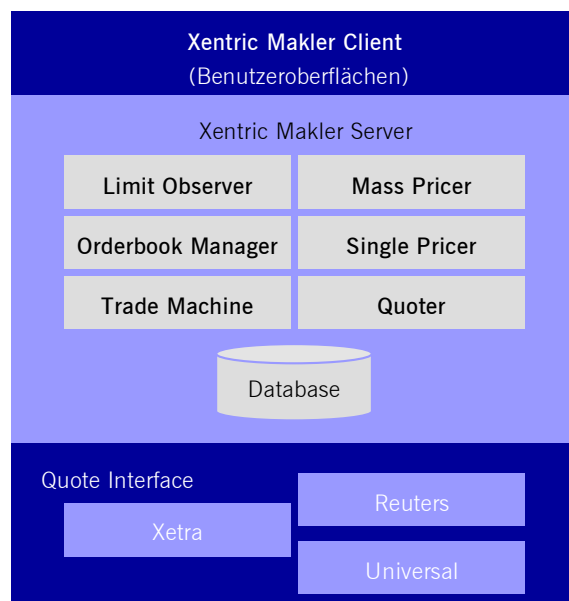 Xentric Makler Client
(Benutzeroberflächen)
Xentric Makler Server
Limit Observer
Mass Pricer
Orderbook Manager
Single Pricer
Trade Machine
Quoter
Database
Quote Interface
Xetra
Reuters
Universal